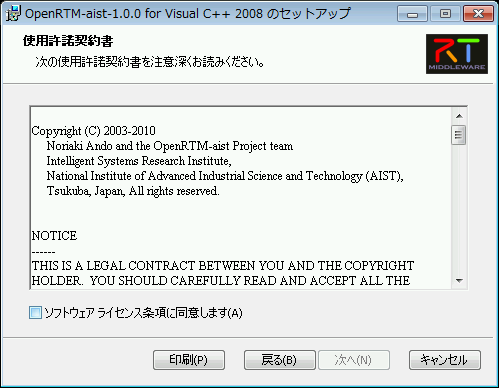 OpenRTM-aist-1.0.0 for Visual C++ 2008 のセットアップ
使用許諾契約書
次の使用許諾契約書を注意深くお読みください。
RT
MIDDLEWARE
Copyright (C) 2003-2010
Noriaki Ando and the OpenRTM-aist Project team
Intelligent Systems Research Institute,
National Institute of Advanced Industrial Science and Technology (AIST),
Tsukuba, Japan, All rights reserved.
NOTICE
------
THIS IS A LEGAL CONTRACT BETWEEN YOU AND THE COPYRIGHT
HOLDER.  YOU SHOULD CAREFULLY READ AND ACCEPT ALL THE
ソフトウェア ライセンス条項に同意します(A)
印刷(P)
戻る(B)
次へ(N)
キャンセル